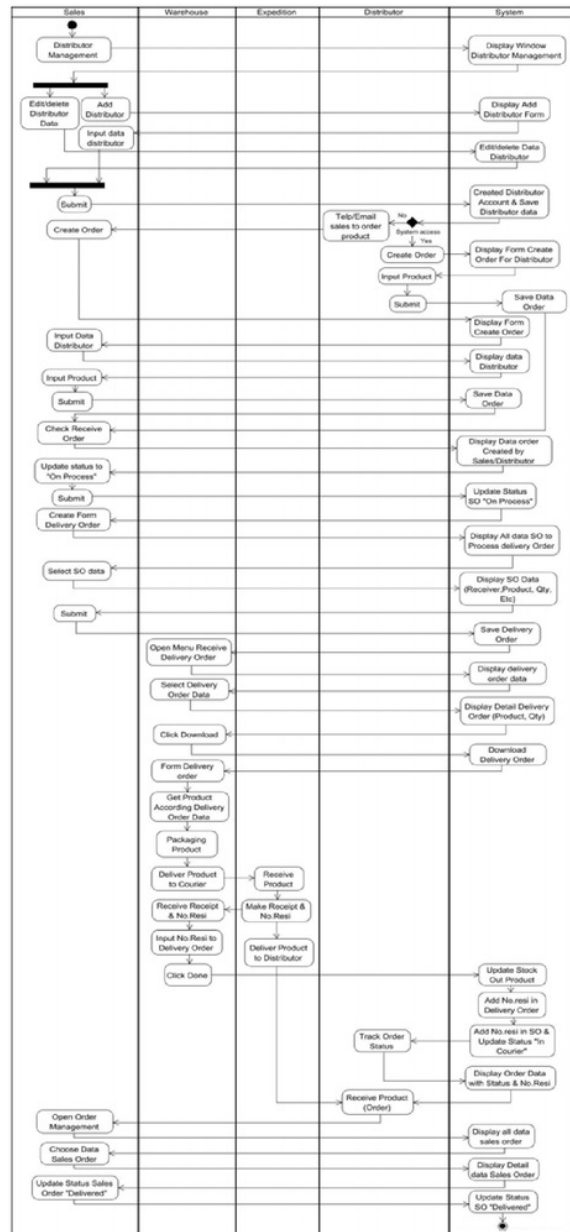 Sales
Warehouse
Expedition
Distributor
System
Distributor
Management
Display Window
Distributor Management
Edit/delete
Distributor
Data
Add
Distributor
Display Add
Distributor Form
Input data
distributor
Edit/delete Data
Distributor
Submit
Created Distributor
Account & Save
Distributor data
Create Order
Telp/Email
sales to order
product
No
System access
Yes
Create Order
Display Form Create
Order For Distributor
Input Product
Submit
Save Data
Order
Display Form
Create Order
Input Data
Distributor
Display data
Distributor
Input Product
Submit
Save Data
Order
Check Receive
Order
Display Data order
Created by
Sales/Distributor
Update status to
"On Process"
Submit
Update Status
SO "On Process"
Create Form
Delivery Order
Display All data SO to
Process delivery Order
Select SO data
Display SO Data
(Receiver,Product, Qty,
Etc)
Submit
Save Delivery
Order
Open Menu Receive
Delivery Order
Display delivery
order data
Select Delivery
Order Data
Display Detail Delivery
Order (Product, Qty)
Click Download
Download
Delivery Order
Form Delivery
order
Get Product
According Delivery
Order Data
Packaging
Product
Deliver Product
to Courier
Receive
Product
Receive Receipt
& No.Resi
Make Receipt &
No.Resi
Input No.Resi to
Delivery Order
Deliver Product
to Distributor
Click Done
Update Stock
Out Product
Add No.resi in
Delivery Order
Add No.resi in SO &
Update Status "In
Courier"
Track Order
Status
Display Order Data
with Status & No.Resi
Receive Product
(Order)
Open Order
Management
Display all data
sales order
Choose Data
Sales Order
Display Detail
data Sales Order
Update Status Sales
Order "Delivered"
Update Status
SO "Delivered"